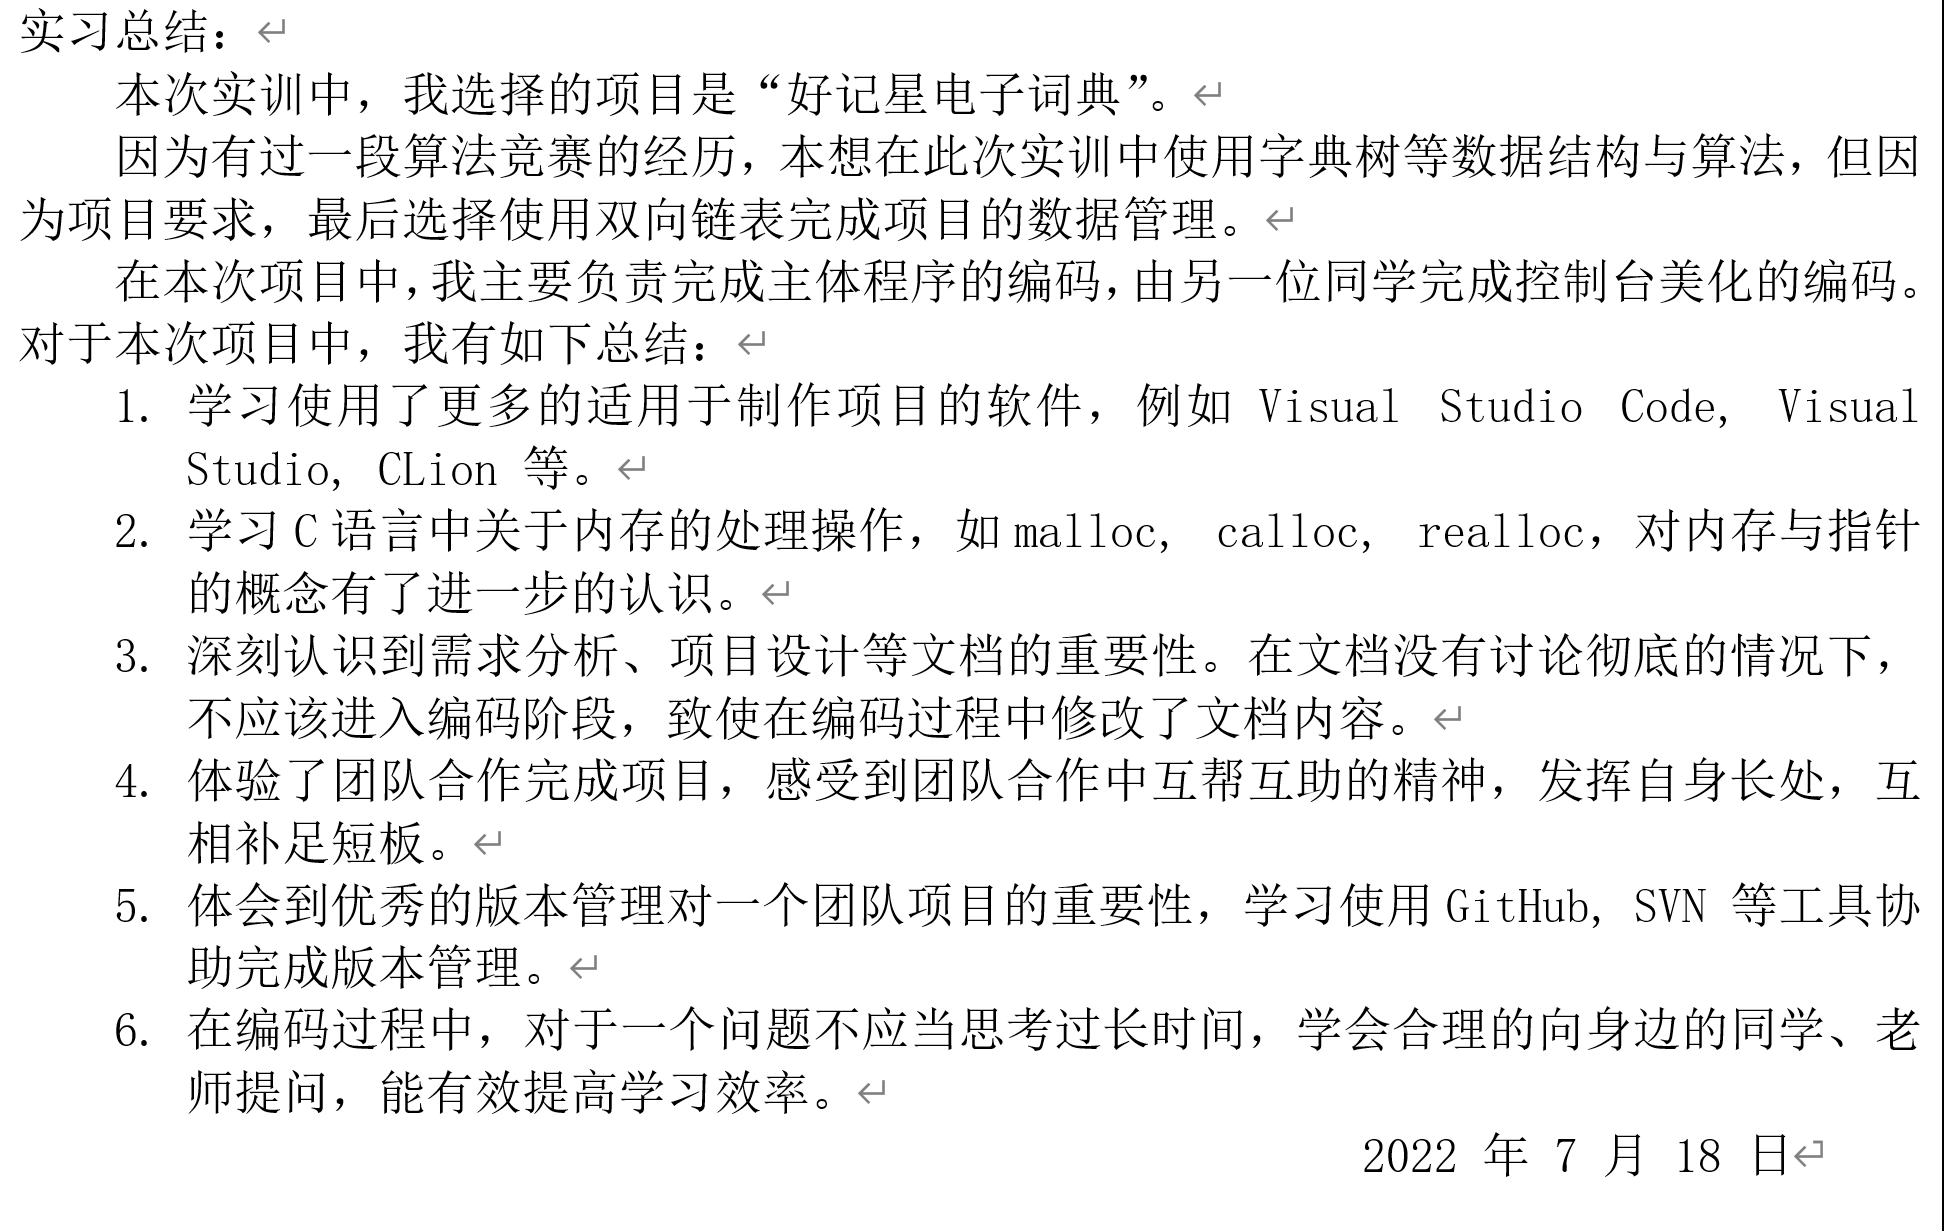 实习总结：
本次实训中，我选择的项目是“好记星电子词典”。
因为有过一段算法竞赛的经历，本想在此次实训中使用字典树等数据结构与算法，但因
为项目要求，最后选择使用双向链表完成项目的数据管理。
在本次项目中，我主要负责完成主体程序的编码，由另一位同学完成控制台美化的编码。
对于本次项目中，我有如下总结：
1. 学习使用了更多的适用于制作项目的软件，例如 Visual Studio Code, Visual
Studio, CLion 等。
2. 学习 C 语言中关于内存的处理操作，如 malloc, calloc, realloc，对内存与指针
的概念有了进一步的认识。
3. 深刻认识到需求分析、项目设计等文档的重要性。在文档没有讨论彻底的情况下，
不应该进入编码阶段，致使在编码过程中修改了文档内容。
4. 体验了团队合作完成项目，感受到团队合作中互帮互助的精神，发挥自身长处，互
相补足短板。
5. 体会到优秀的版本管理对一个团队项目的重要性，学习使用 GitHub, SVN 等工具协
助完成版本管理。
6. 在编码过程中，对于一个问题不应当思考过长时间，学会合理的向身边的同学、老
师提问，能有效提高学习效率。
2022 年 7 月 18 日